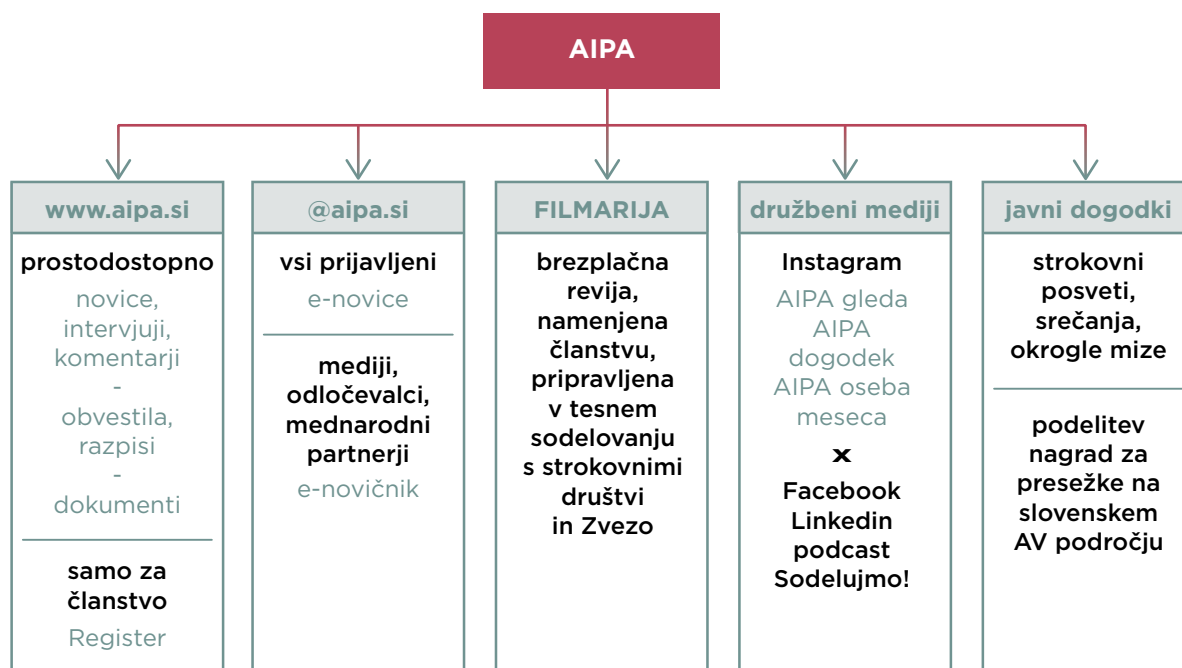 AIPA
www.aipa.si
prostodostopno
novice,
intervjuji,
komentarji
-
obvestila,
razpisi
-
dokumenti
samo za
članstvo
Register
@aipa.si
vsi prijavljeni
e-novice
mediji,
odločevalci,
mednarodni
partnerji
e-novičnik
FILMARIJA
brezplačna
revija,
namenjena
članstvu,
pripravljena
v tesnem
sodelovanju
s strokovnimi
društvi
in Zvezo
družbeni mediji
Instagram
AIPA gleda
AIPA
dogodek
AIPA oseba
meseca
x
Facebook
Linkedin
podcast
Sodelujmo!
javni dogodki
strokovni
posveti,
srečanja,
okrogle mize
podelitev
nagrad za
presežke na
slovenskem
AV področju